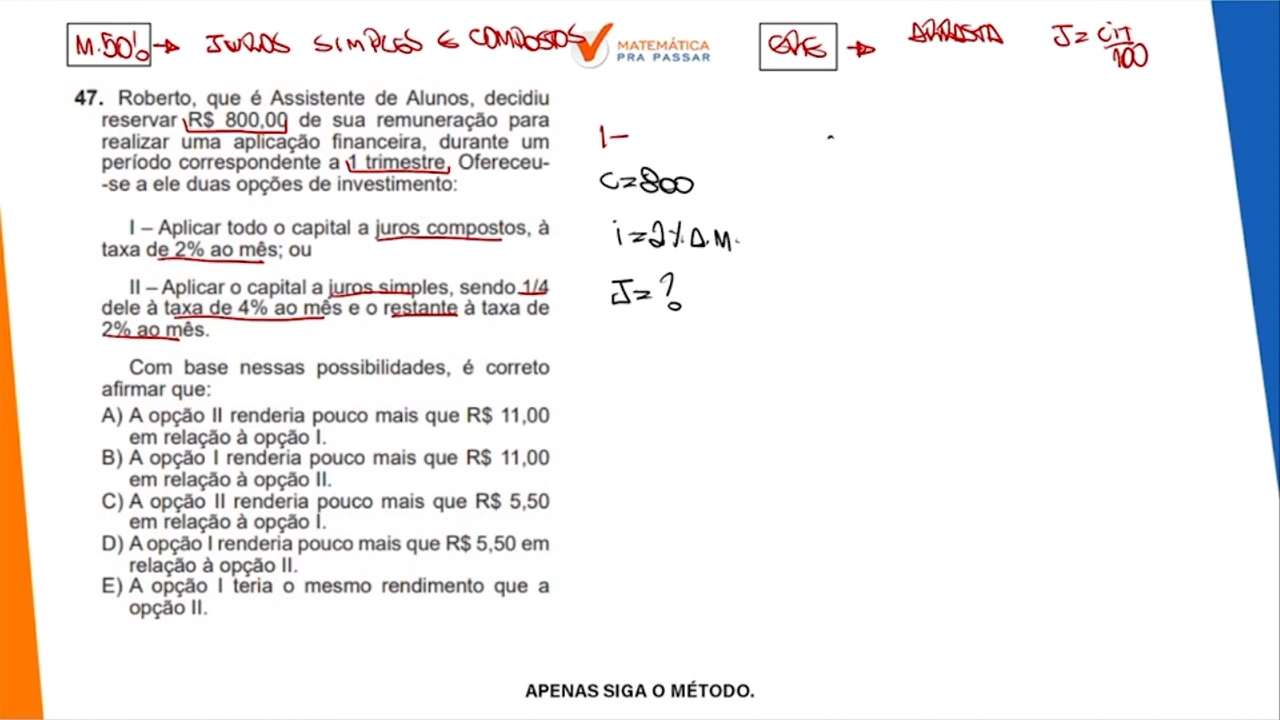 M.50% → JUROS SIMPLES E COMPOSTOS
MATEMÁTICA
PRA PASSAR
J=CIT/100
47. Roberto, que é Assistente de Alunos, decidiu
reservar R$ 800,00 de sua remuneração para
realizar uma aplicação financeira, durante um
período correspondente a 1 trimestre. Ofereceu-
-se a ele duas opções de investimento:
I – Aplicar todo o capital a juros compostos, à
taxa de 2% ao mês; ou
II – Aplicar o capital a juros simples, sendo 1/4
dele à taxa de 4% ao mês e o restante à taxa de
2% ao mês.
Com base nessas possibilidades, é correto
afirmar que:
A) A opção II renderia pouco mais que R$ 11,00
em relação à opção I.
B) A opção I renderia pouco mais que R$ 11,00
em relação à opção II.
C) A opção II renderia pouco mais que R$ 5,50
em relação à opção I.
D) A opção I renderia pouco mais que R$ 5,50 em
relação à opção II.
E) A opção I teria o mesmo rendimento que a
opção II.
I-
C=800
i=2% A.M.
J=?
APENAS SIGA O MÉTODO.